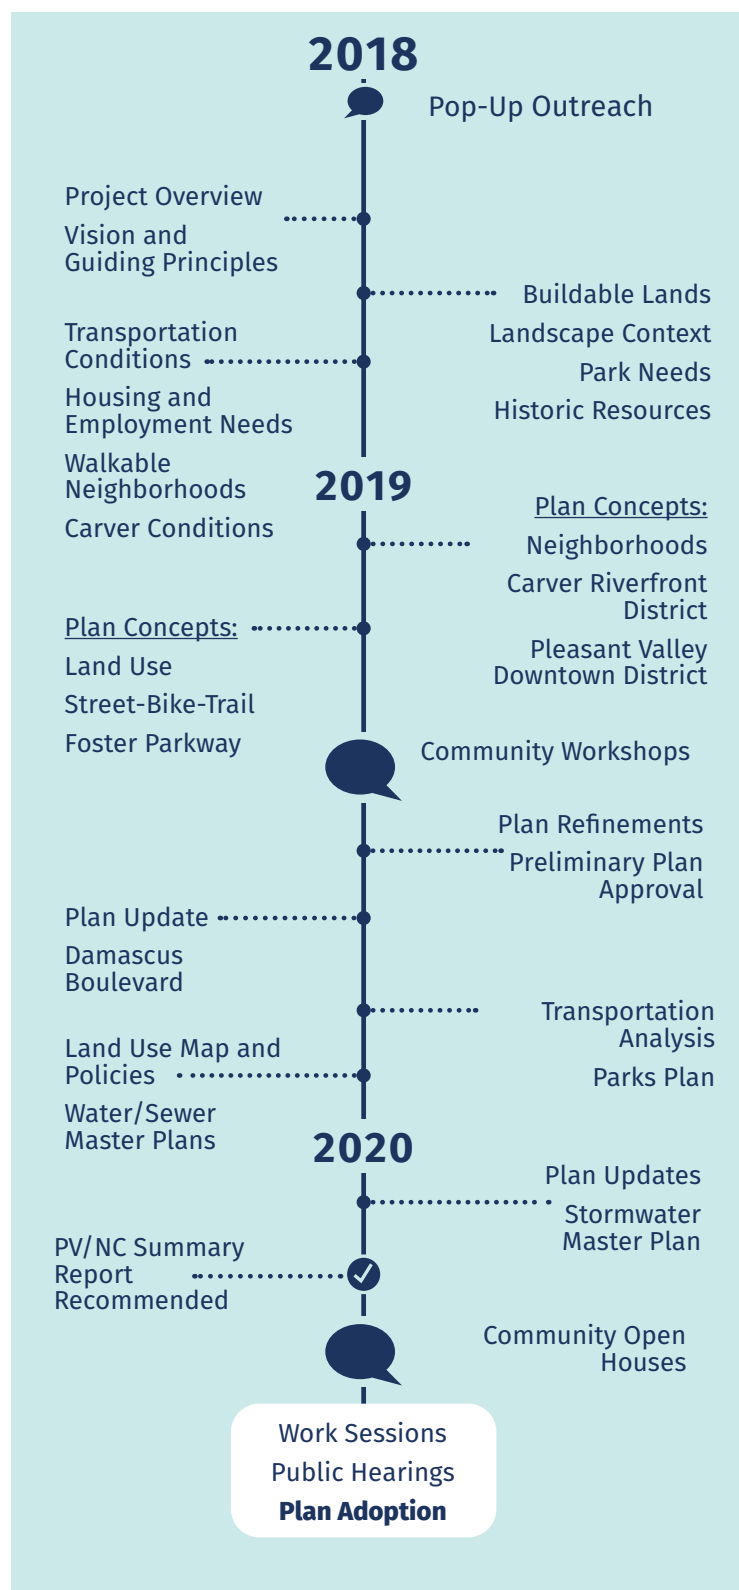 2018
Pop-Up Outreach
Project Overview
Vision and
Guiding Principles
Buildable Lands
Landscape Context
Park Needs
Historic Resources
Transportation
Conditions
Housing and
Employment Needs
Walkable
Neighborhoods
Carver Conditions
2019
Plan Concepts:
Neighborhoods
Carver Riverfront
District
Pleasant Valley
Downtown District
Plan Concepts:
Land Use
Street-Bike-Trail
Foster Parkway
Community Workshops
Plan Refinements
Preliminary Plan
Approval
Plan Update
Damascus
Boulevard
Transportation
Analysis
Parks Plan
Land Use Map and
Policies
Water/Sewer
Master Plans
2020
Plan Updates
Stormwater
Master Plan
PV/NC Summary
Report
Recommended
Community Open
Houses
Work Sessions
Public Hearings
Plan Adoption